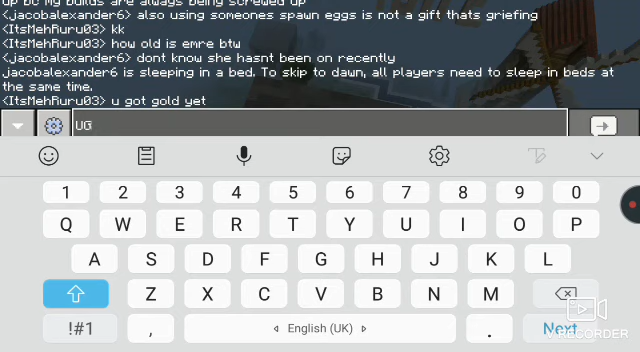 up bc my builds are always being screwed up
<jacobalexander6> also using someones spawn eggs is not a gift thats griefing
<ItsMehRuru03> kk
<ItsMehRuru03> how old is emre btw
<jacobalexander6> dont know she hasnt been on recently
jacobalexander6 is sleeping in a bed. To skip to dawn, all players need to sleep in beds at
the same time.
<ItsMehRuru03> u got gold yet
UG
1 2 3 4 5 6 7 8 9 0
Q W E R T Y U I O P
A S D F G H J K L
Z X C V B N M
!#1 , English (UK) . Next
V RECORDER